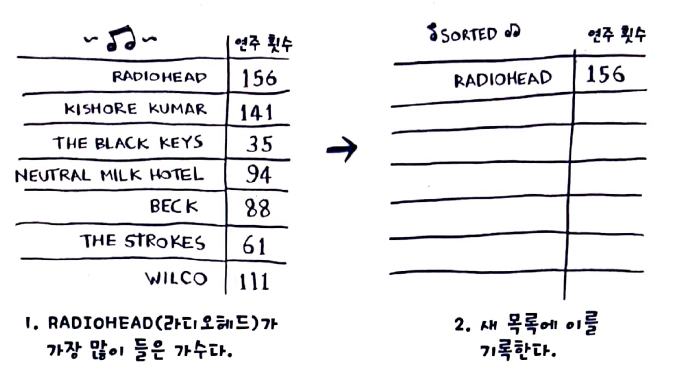 연주 횟수
RADIOHEAD 156
KISHORE KUMAR 141
THE BLACK KEYS 35
NEUTRAL MILK HOTEL 94
BECK 88
THE STROKES 61
WILCO 111
1. RADIOHEAD(라디오헤드)가
가장 많이 들은 가수다.
SORTED 연주 횟수
RADIOHEAD 156
2. 새 목록에 이를
기록한다.